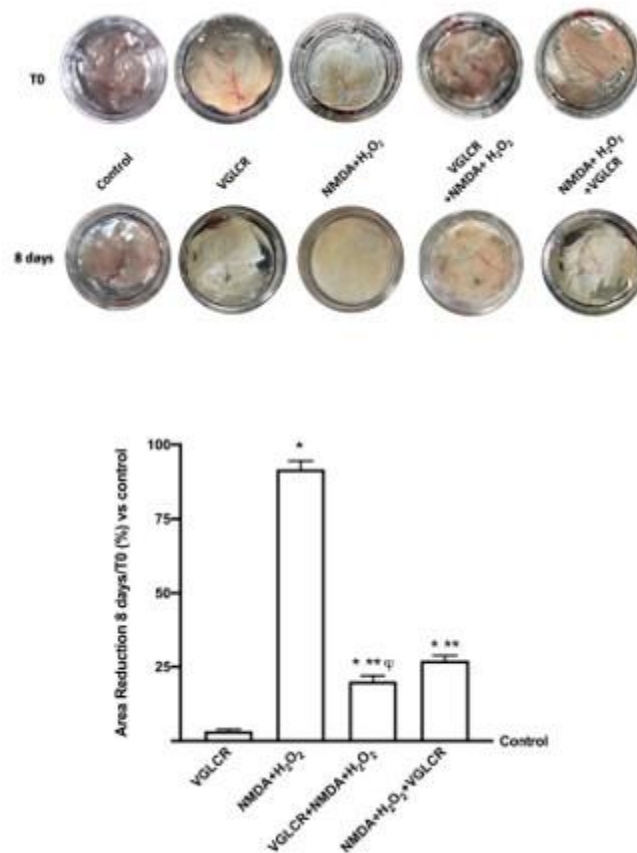 T0
Control
VGLCR
NMDA+H₂O₂
VGLCR
+NMDA+ H₂O₂
NMDA+ H₂O₂
+VGLCR
8 days
Area Reduction 8 days/T0 (%) vs control
100
75
50
25
*
* ** φ
* **
Control
VGLCR
NMDA+H₂O₂
VGLCR+NMDA+H₂O₂
NMDA+H₂O₂+VGLCR